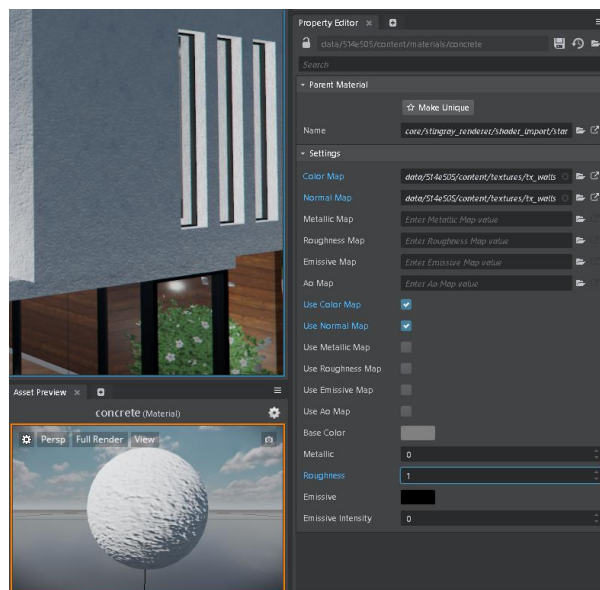 Property Editor
data/514e505/content/materials/concrete
Search
Parent Material
Make Unique
Name
core/stingray_renderer/shader_import/star
Settings
Color Map
data/514e505/content/textures/tx_walls
Normal Map
data/514e505/content/textures/tx_walls
Metallic Map
Enter Metallic Map value
Roughness Map
Enter Roughness Map value
Emissive Map
Enter Emissive Map value
Ao Map
Enter Ao Map value
Use Color Map
Use Normal Map
Use Metallic Map
Use Roughness Map
Use Emissive Map
Use Ao Map
Base Color
Metallic
0
Roughness
1
Emissive
Emissive Intensity
0
Asset Preview
concrete (Material)
Persp
Full Render
View